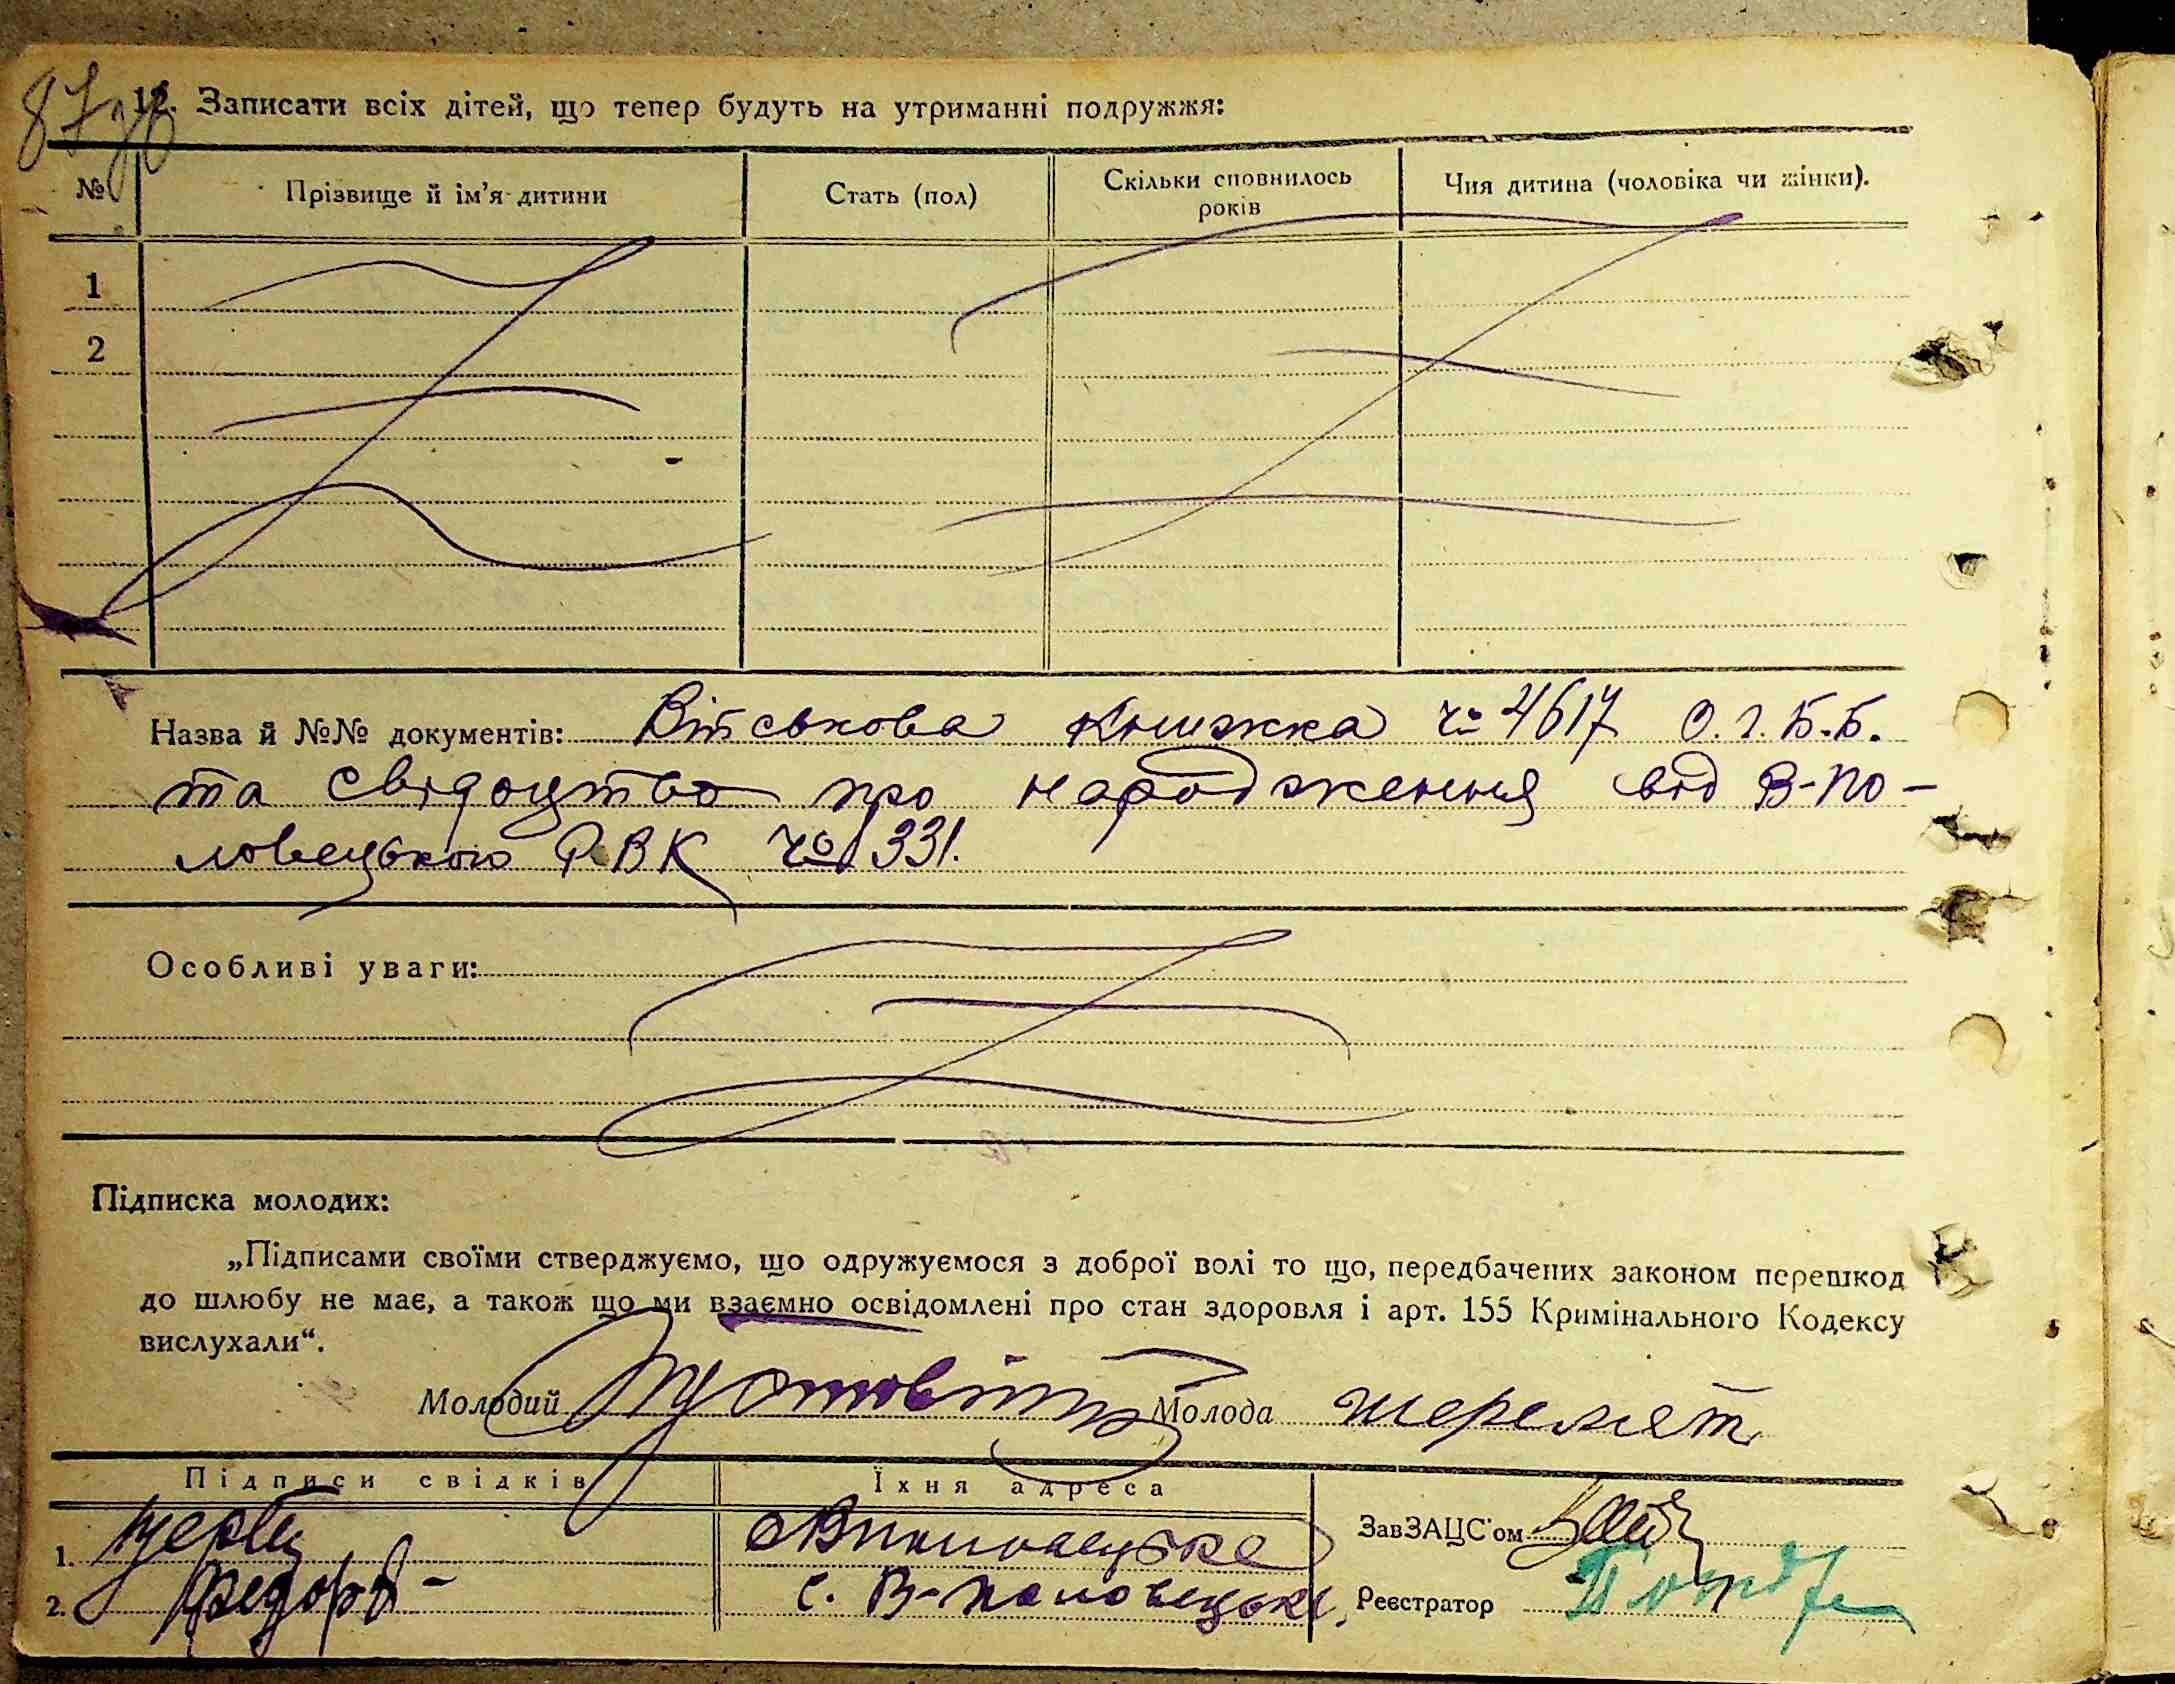 87зв
12. Записати всіх дітей, що тепер будуть на утриманні подружжя:
№ Прізвище й ім’я дитини Стать (пол) Скільки сповнилось років Чия дитина (чоловіка чи жінки).
1
2
Назва й №№ документів: Військова книжка № 4617 О.г.Б.Б.
та свідоцтво про народження від В-По-
ловецького РВК № 331.
Особливі уваги:
Підписка молодих:
„Підписами своїми стверджуємо, що одружуємося з доброї волі то що, передбачених законом перешкод
до шлюбу не має, а також що ми взаємно освідомлені про стан здоровля і арт. 155 Кримінального Кодексу
вислухали“.
Молодий Молода шеремет
Підписи свідків Їхня адреса
ЗавЗАЦС'ом
1.
2. с. В-Половецьке
Реєстратор